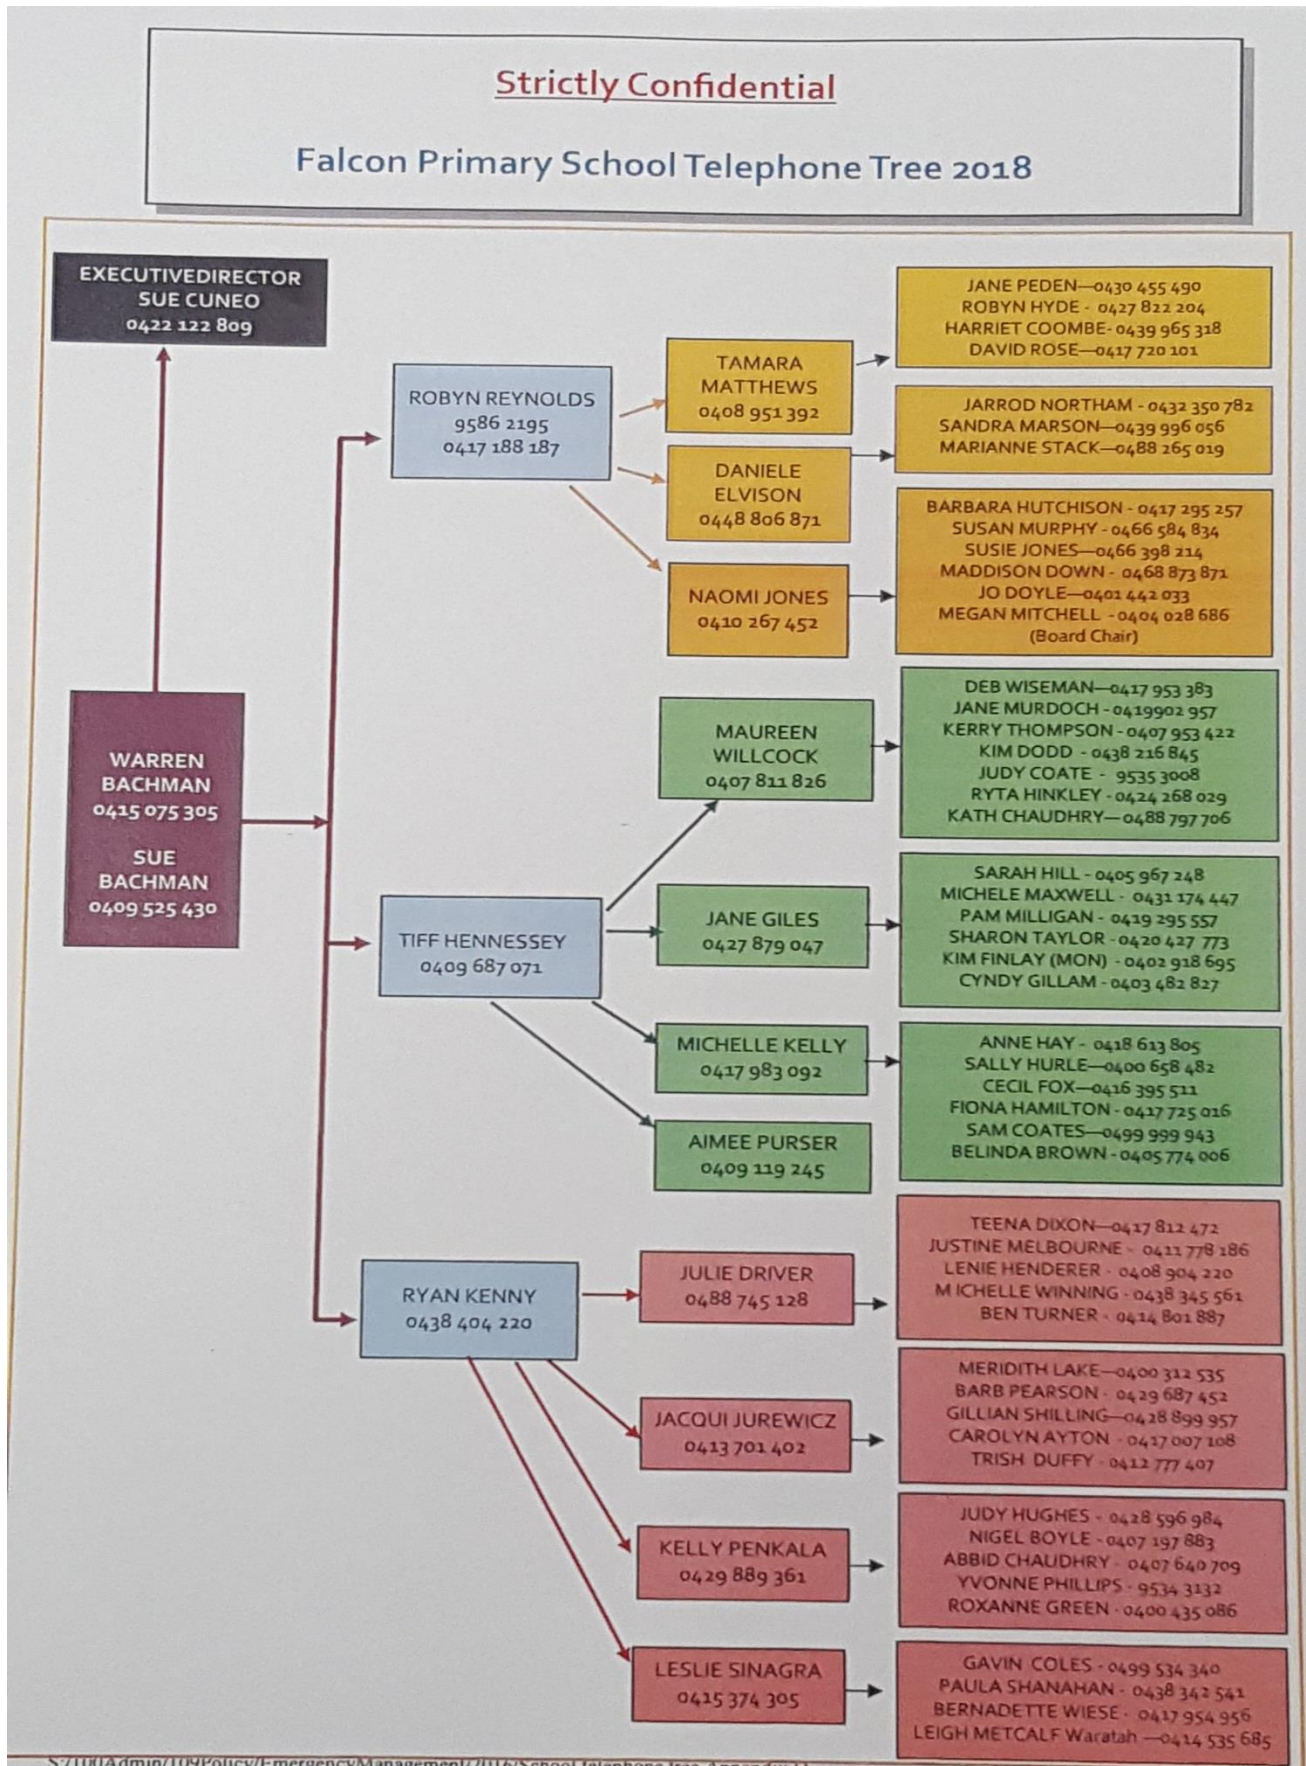 Strictly Confidential
Falcon Primary School Telephone Tree 2018
EXECUTIVEDIRECTOR
SUE CUNEO
0422 122 809
WARREN
BACHMAN
0415 075 305
SUE
BACHMAN
0409 525 430
ROBYN REYNOLDS
9586 2195
0417 188 187
TAMARA
MATTHEWS
0408 951 392
JANE PEDEN—0430 455 490
ROBYN HYDE - 0427 822 204
HARRIET COOMBE- 0439 965 318
DAVID ROSE—0417 720 101
DANIELE
ELVISON
0448 806 871
JARROD NORTHAM - 0432 350 782
SANDRA MARSON—0439 996 056
MARIANNE STACK—0488 265 019
NAOMI JONES
0410 267 452
BARBARA HUTCHISON - 0417 295 257
SUSAN MURPHY - 0466 584 834
SUSIE JONES—0466 398 214
MADDISON DOWN - 0468 873 871
JO DOYLE—0401 442 033
MEGAN MITCHELL - 0404 028 686
(Board Chair)
TIFF HENNESSEY
0409 687 071
MAUREEN
WILLCOCK
0407 811 826
DEB WISEMAN—0417 953 383
JANE MURDOCH - 0419902 957
KERRY THOMPSON - 0407 953 422
KIM DODD - 0438 216 845
JUDY COATE - 9535 3008
RYTA HINKLEY - 0424 268 029
KATH CHAUDHRY—0488 797 706
JANE GILES
0427 879 047
SARAH HILL - 0405 967 248
MICHELE MAXWELL - 0431 174 447
PAM MILLIGAN - 0419 295 557
SHARON TAYLOR - 0420 427 773
KIM FINLAY (MON) - 0402 918 695
CYNDY GILLAM - 0403 482 827
MICHELLE KELLY
0417 983 092
ANNE HAY - 0418 613 805
SALLY HURLE—0400 658 482
CECIL FOX—0416 395 511
FIONA HAMILTON - 0417 725 016
SAM COATES—0499 999 943
BELINDA BROWN - 0405 774 006
AIMEE PURSER
0409 119 245
RYAN KENNY
0438 404 220
JULIE DRIVER
0488 745 128
TEENA DIXON—0417 812 472
JUSTINE MELBOURNE - 0411 778 186
LENIE HENDERER - 0408 904 220
MICHELLE WINNING - 0438 345 561
BEN TURNER - 0414 801 887
JACQUI JUREWICZ
0413 701 402
MERIDITH LAKE—0400 312 535
BARB PEARSON - 0429 687 452
GILLIAN SHILLING—0428 899 957
CAROLYN AYTON - 0417 007 108
TRISH DUFFY - 0412 777 407
KELLY PENKALA
0429 889 361
JUDY HUGHES - 0428 596 984
NIGEL BOYLE - 0407 197 883
ABBID CHAUDHRY - 0407 640 709
YVONNE PHILLIPS - 9534 3132
ROXANNE GREEN - 0400 435 086
LESLIE SINAGRA
0415 374 305
GAVIN COLES - 0499 534 340
PAULA SHANAHAN - 0438 342 541
BERNADETTE WIESE - 0417 954 956
LEIGH METCALF Waratah —0414 535 685